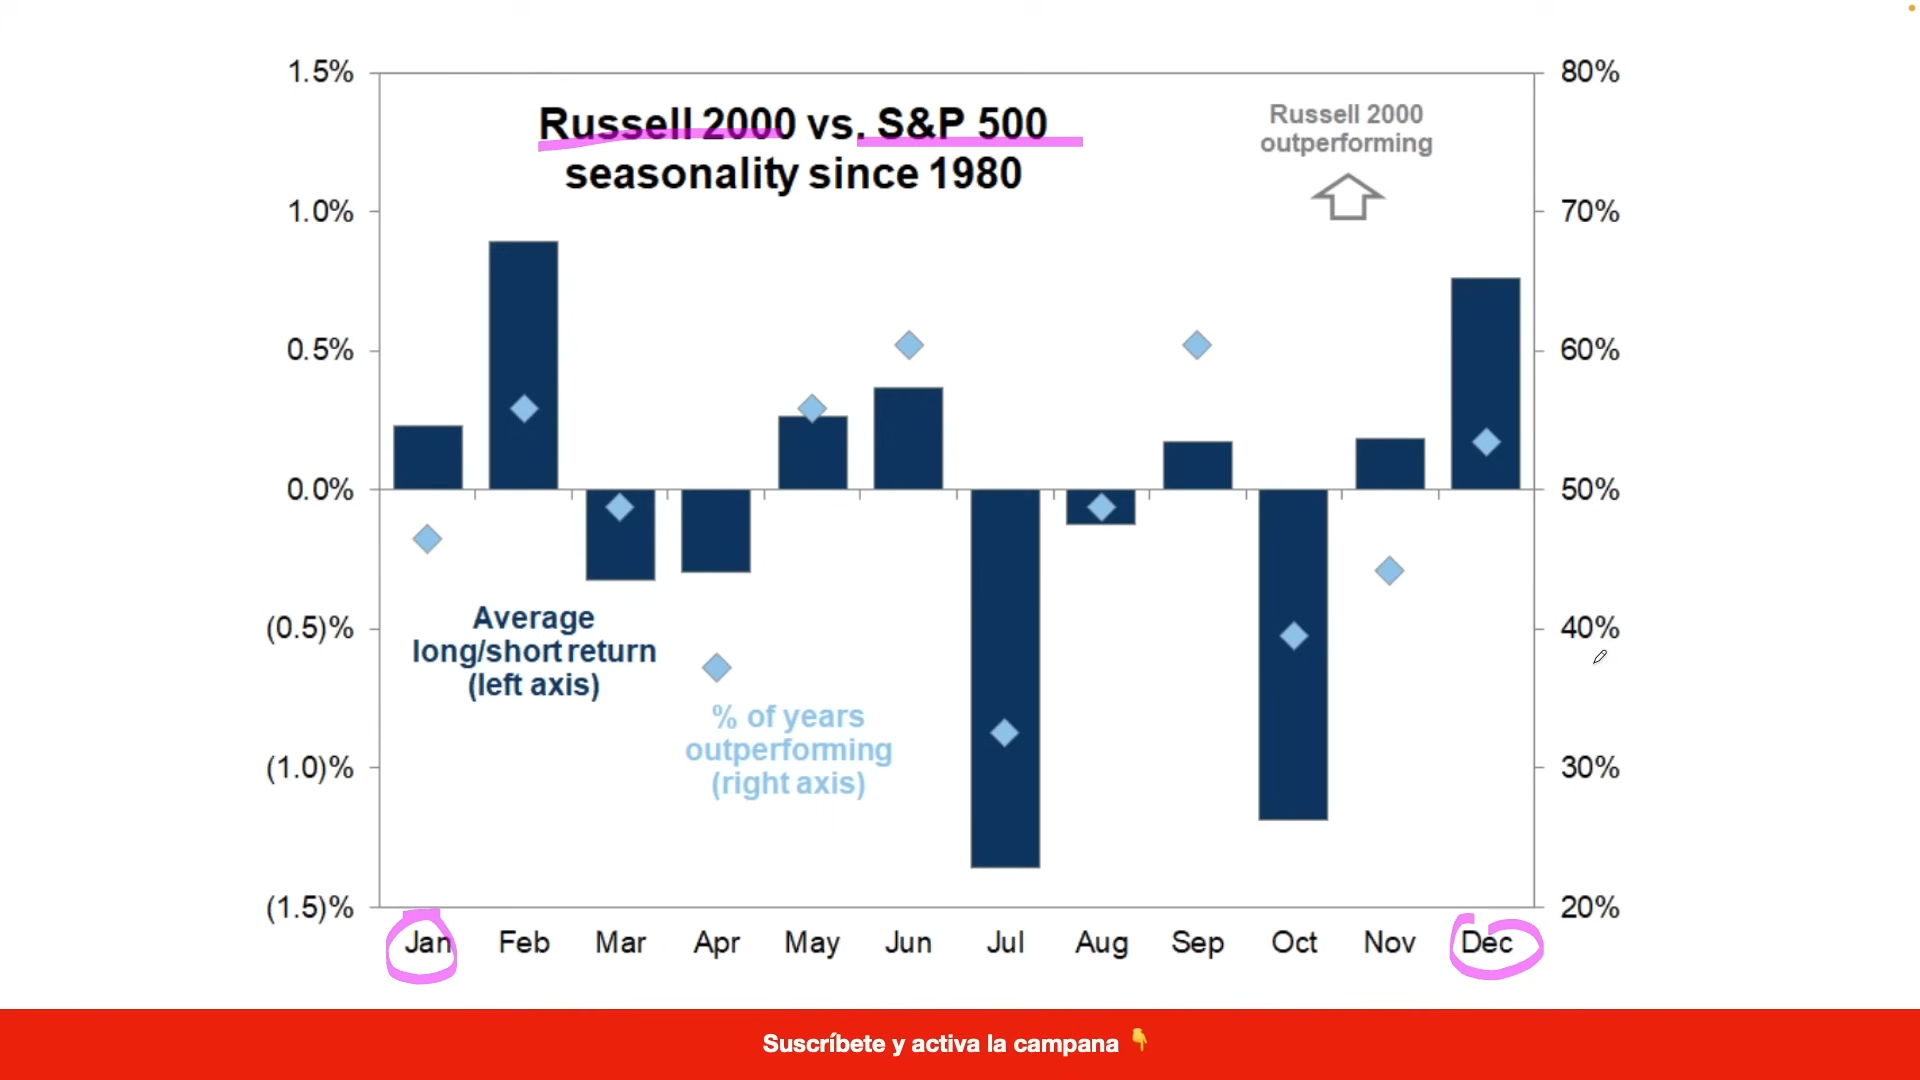 Russell 2000 vs. S&P 500
seasonality since 1980
Russell 2000
outperforming
1.5%
1.0%
0.5%
0.0%
(0.5)%
(1.0)%
(1.5)%
80%
70%
60%
50%
40%
30%
20%
Average
long/short return
(left axis)
% of years
outperforming
(right axis)
Jan Feb Mar Apr May Jun Jul Aug Sep Oct Nov Dec
Suscríbete y activa la campana 👇